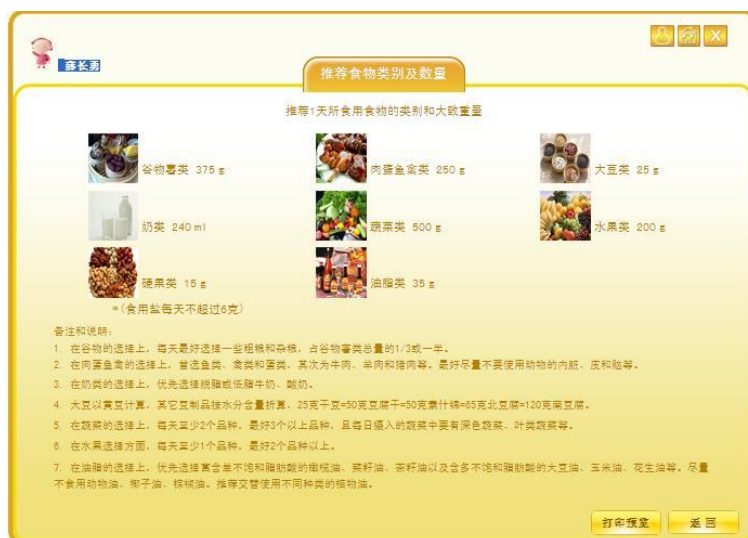 薛长勇
推荐食物类别及数量
推荐1天所食用食物的类别和大致重量
谷物薯类 375 g
肉蛋鱼禽类 250 g
大豆类 25 g
奶类 240 ml
蔬菜类 500 g
水果类 200 g
硬果类 15 g
油脂类 35 g
*(食用盐每天不超过6克)
备注和说明:
1. 在谷物的选择上，每天最好选择一些粗粮和杂粮，占谷物薯类总量的1/3或一半。
2. 在肉蛋鱼禽的选择上，首选鱼类、禽类和蛋类，其次为牛肉、羊肉和猪肉等。最好尽量不要使用动物的内脏、皮和脑等。
3. 在奶类的选择上，优先选择脱脂或低脂牛奶、酸奶。
4. 大豆以黄豆计算，其它豆制品按水分含量折算，25克干豆=50克豆腐干=50克素什锦=65克北豆腐=120克南豆腐。
5. 在蔬菜的选择上，每天至少2个品种，最好3个以上品种，且每日摄入的蔬菜中要有深色蔬菜、叶类蔬菜等。
6. 在水果选择方面，每天至少1个品种，最好2个品种以上。
7. 在油脂的选择上，优先选择富含单不饱和脂肪酸的橄榄油、菜籽油、茶籽油以及含多不饱和脂肪酸的大豆油、玉米油、花生油等。尽量
不食用动物油、椰子油、棕榈油。推荐交替使用不同种类的植物油。
打印预览
返回